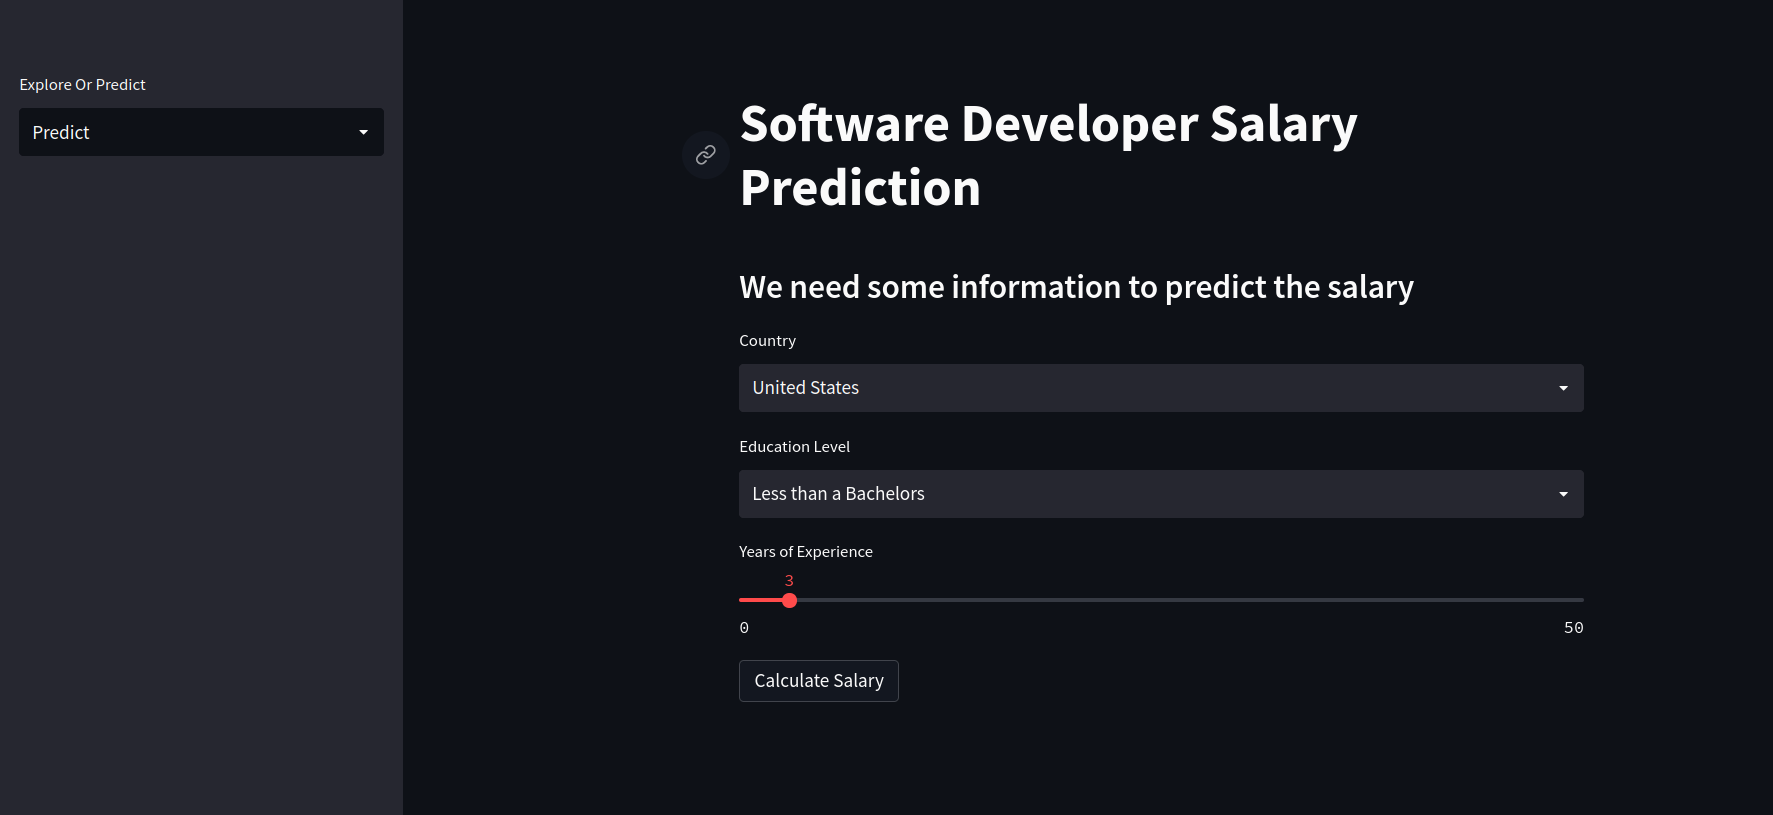 Explore Or Predict
Predict
Software Developer Salary
Prediction
We need some information to predict the salary
Country
United States
Education Level
Less than a Bachelors
Years of Experience
3
0 50
Calculate Salary